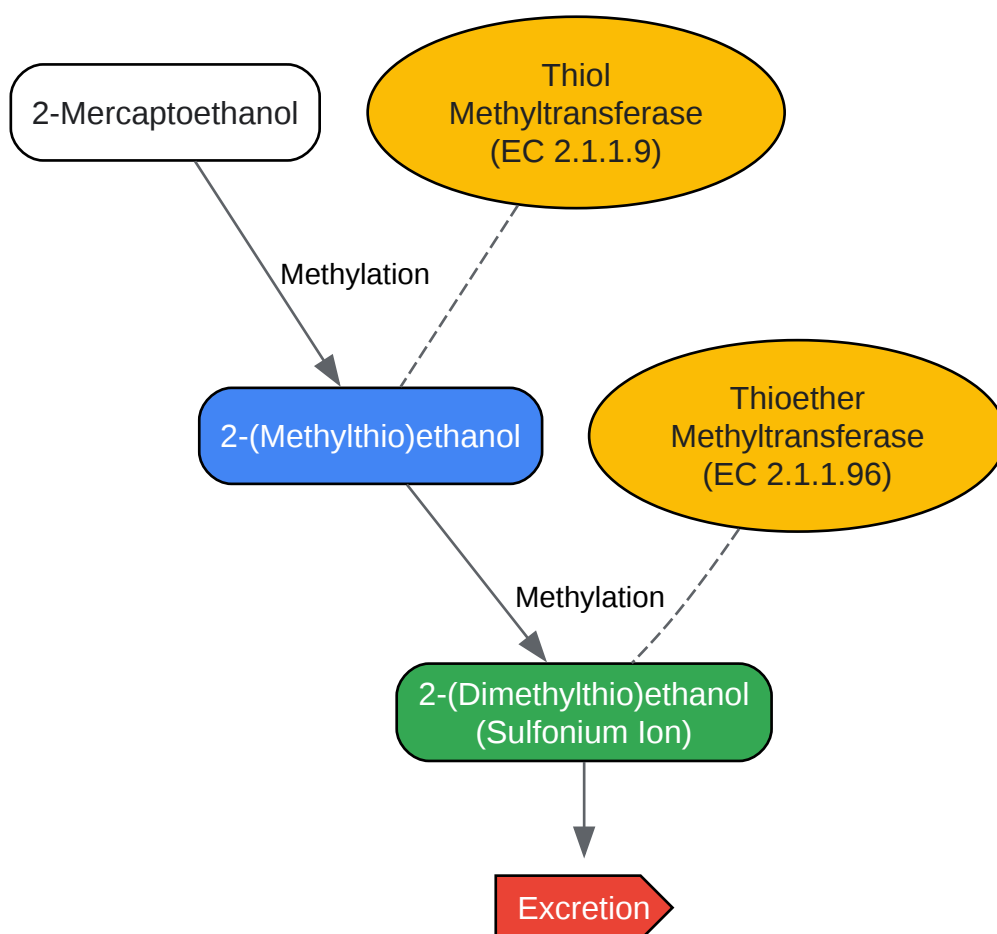 2-Mercaptoethanol
Thiol
Methyltransferase
(EC 2.1.1.9)
Methylation
2-(Methylthio)ethanol
Thioether
Methyltransferase
(EC 2.1.1.96)
Methylation
2-(Dimethylthio)ethanol
(Sulfonium Ion)
Excretion